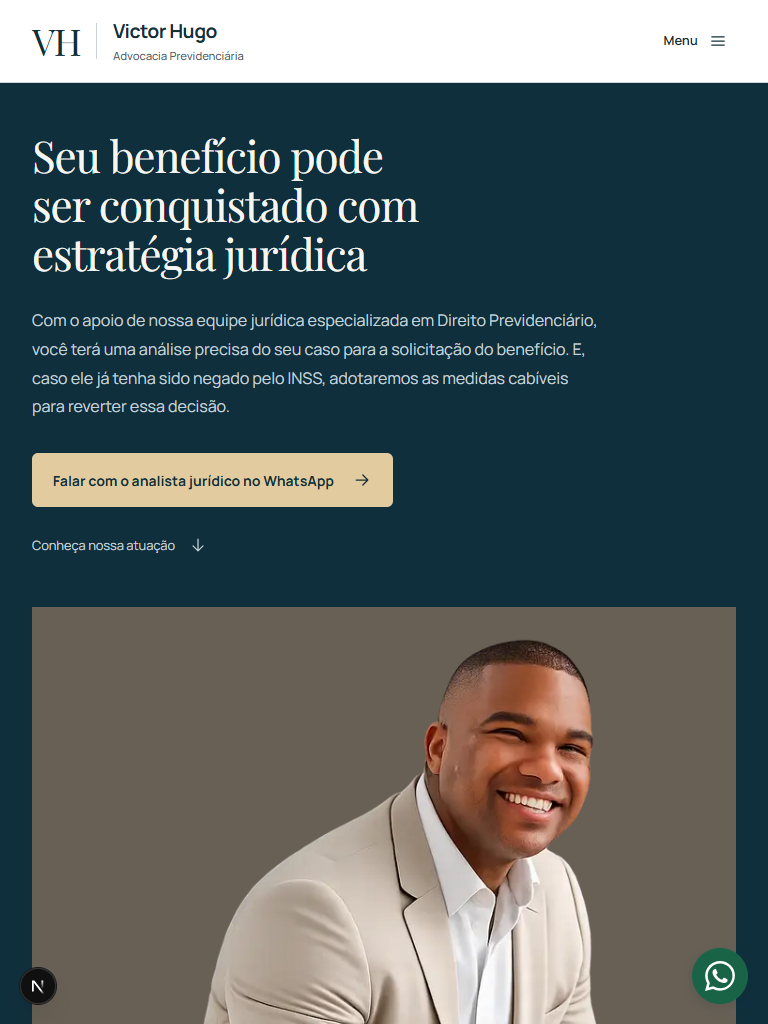 VH
Victor Hugo
Advocacia Previdenciária
Menu
Seu benefício pode
ser conquistado com
estratégia jurídica
Com o apoio de nossa equipe jurídica especializada em Direito Previdenciário,
você terá uma análise precisa do seu caso para a solicitação do benefício. E,
caso ele já tenha sido negado pelo INSS, adotaremos as medidas cabíveis
para reverter essa decisão.
Falar com o analista jurídico no WhatsApp
Conheça nossa atuação
N